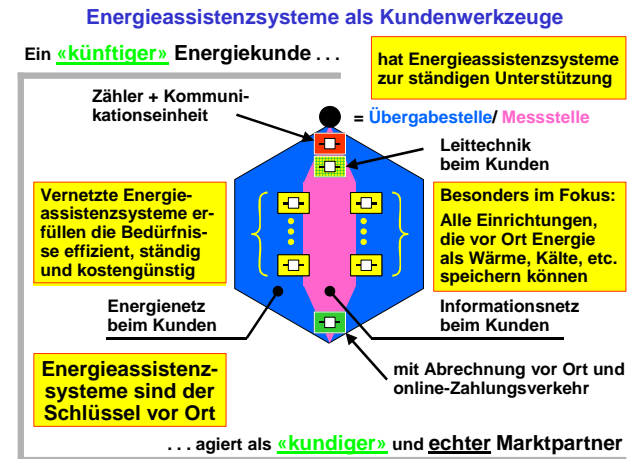 Energieassistenzsysteme als Kundenwerkzeuge
Ein «künftiger» Energiekunde . . .
hat Energieassistenzsysteme
zur ständigen Unterstützung
Zähler + Kommuni-
kationseinheit
= Übergabestelle/ Messstelle
Leittechnik
beim Kunden
Vernetzte Energie-
assistenzsysteme er-
füllen die Bedürfnis-
se effizient, ständig
und kostengünstig
Besonders im Fokus:
Alle Einrichtungen,
die vor Ort Energie
als Wärme, Kälte, etc.
speichern können
Energienetz
beim Kunden
Informationsnetz
beim Kunden
Energieassistenz-
systeme sind der
Schlüssel vor Ort
mit Abrechnung vor Ort und
online-Zahlungsverkehr
. . . agiert als «kundiger» und echter Marktpartner